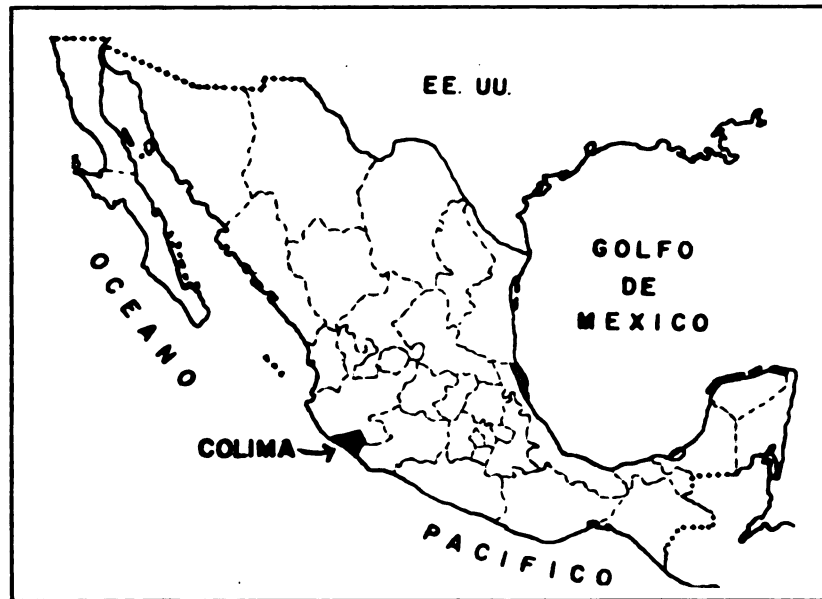 EE. UU.
GOLFO
DE
MEXICO
OCEANO
COLIMA
PACIFICO